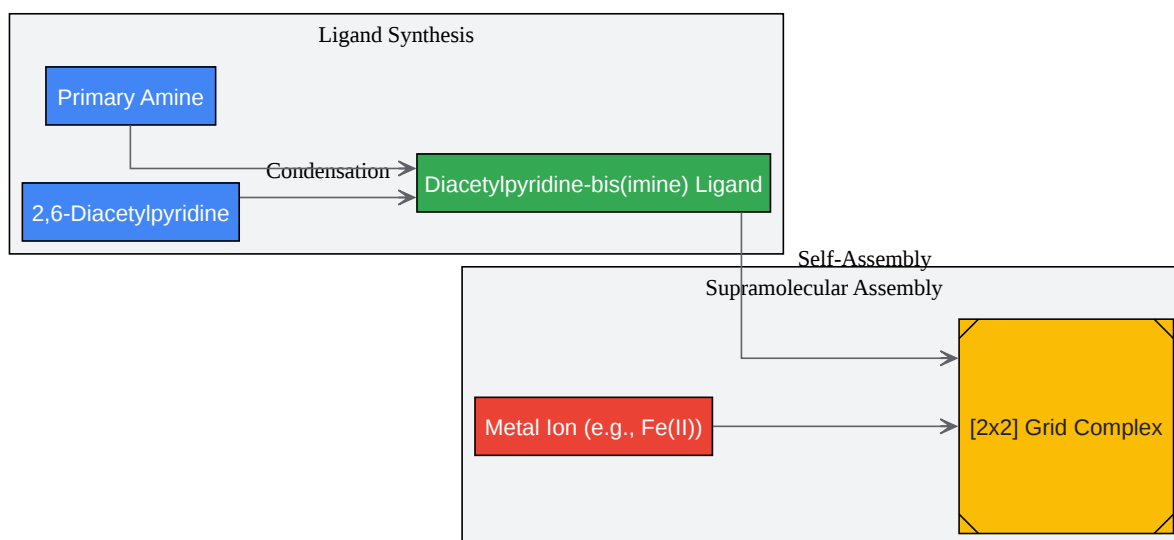 Ligand Synthesis
Primary Amine
Condensation
Diacetylpyridine-bis(imine) Ligand
2,6-Diacetylpyridine
Self-Assembly
Supramolecular Assembly
Metal Ion (e.g., Fe(II))
[2x2] Grid Complex